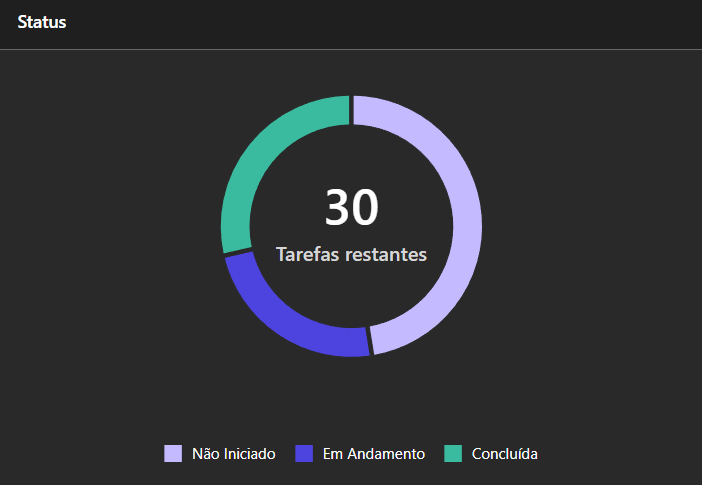 Status
30
Tarefas restantes
Não Iniciado
Em Andamento
Concluída